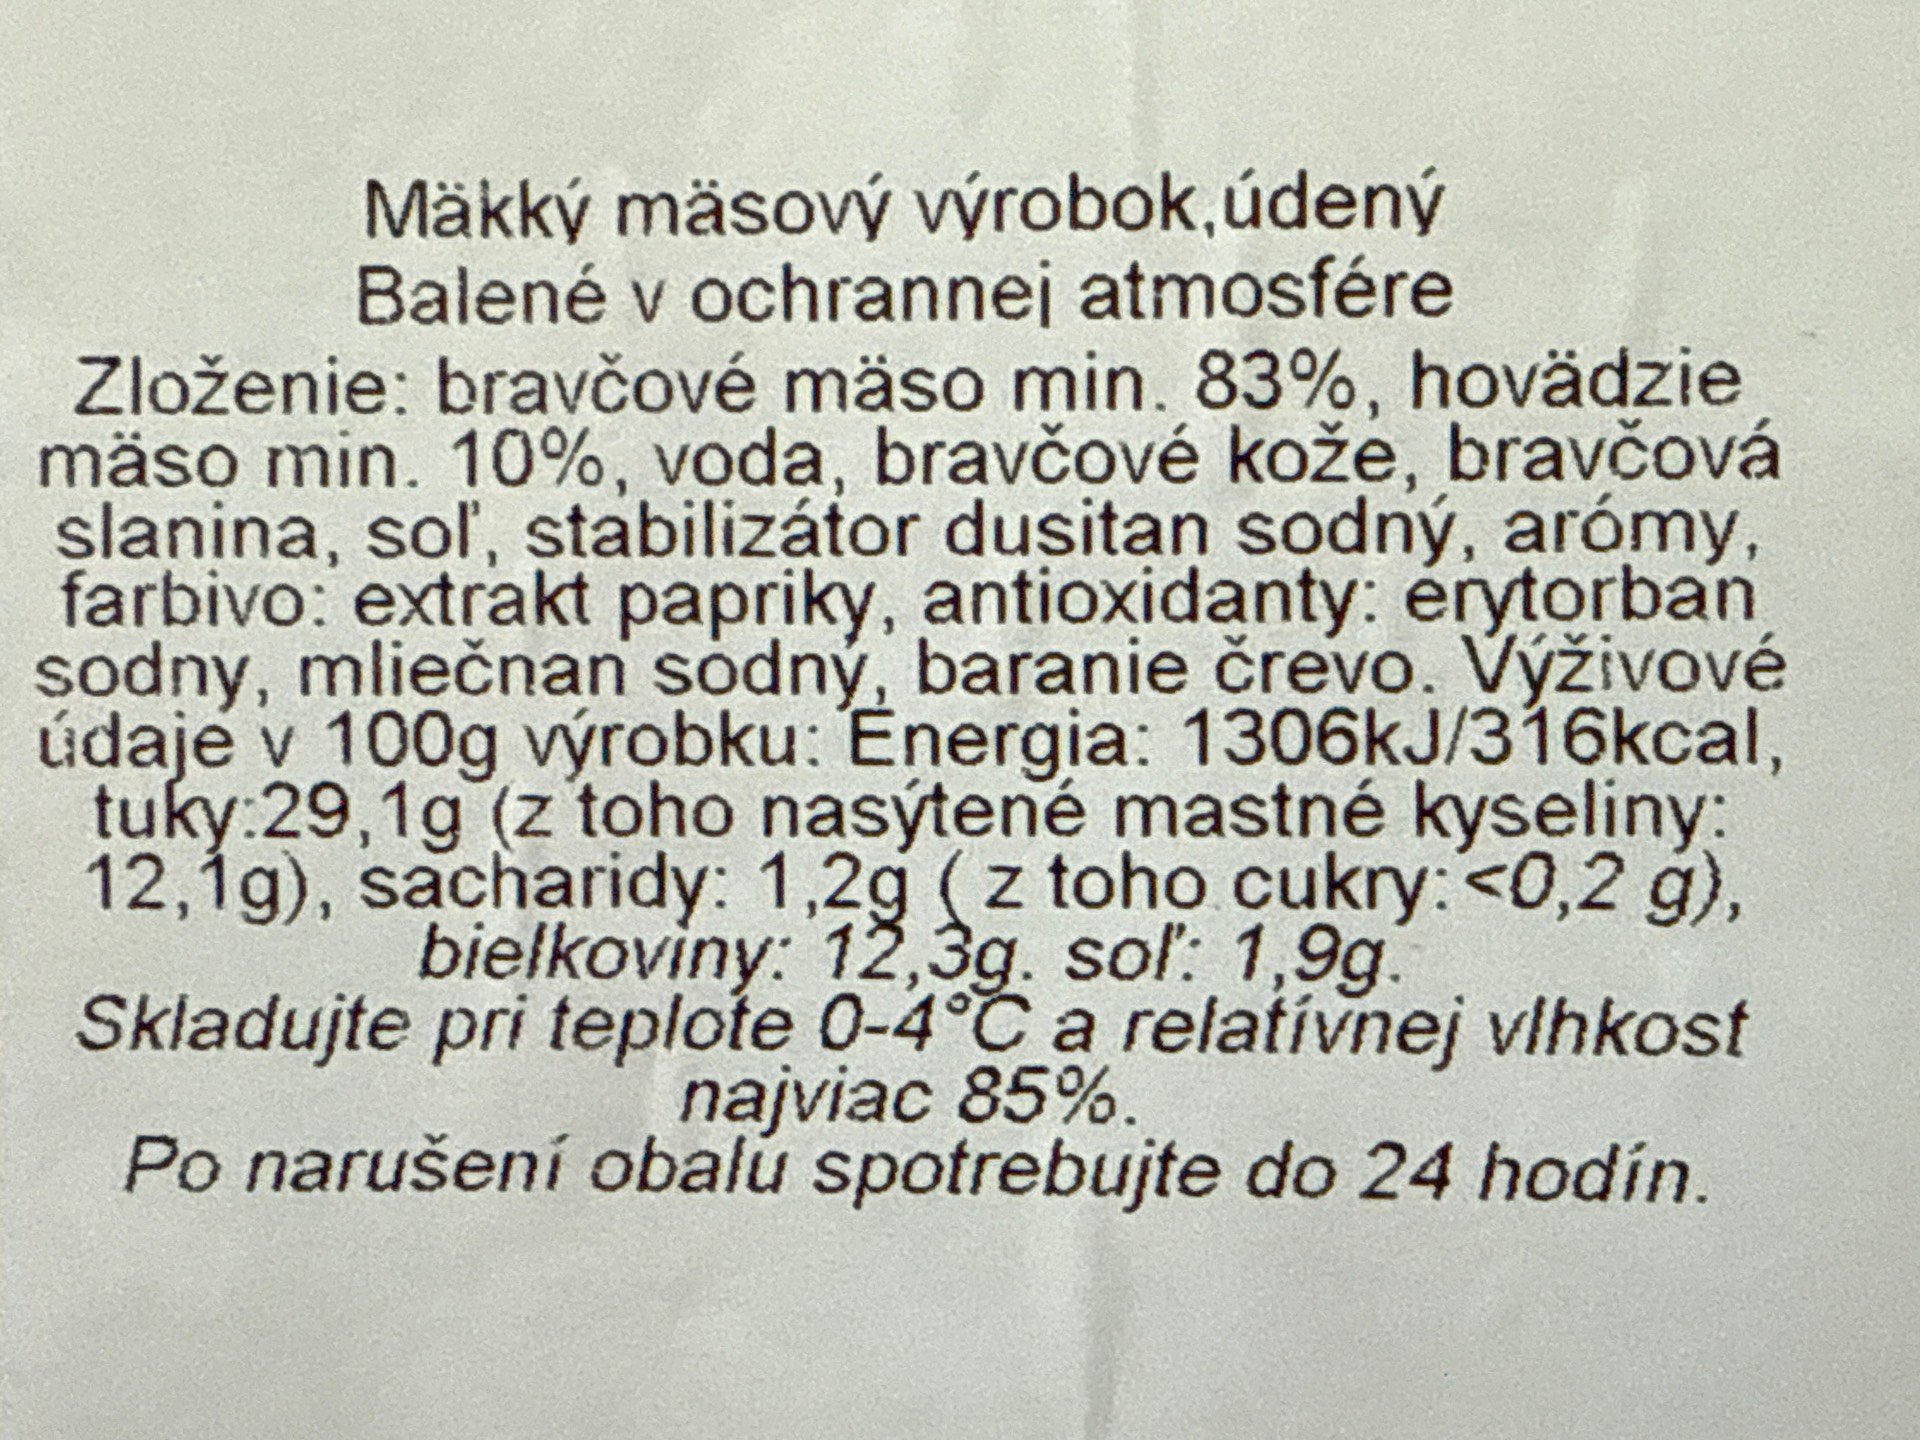 Mäkký mäsový výrobok,údený
Balené v ochrannej atmosfére
Zloženie: bravčové mäso min. 83%, hovädzie
mäso min. 10%, voda, bravčové kože, bravčová
slanina, soľ, stabilizátor dusitan sodný, arómy,
farbivo: extrakt papriky, antioxidanty: erytorban
sodny, mliečnan sodný, baranie črevo. Výživové
údaje v 100g výrobku: Energia: 1306kJ/316kcal,
tuky:29,1g (z toho nasýtené mastné kyseliny:
12,1g), sacharidy: 1,2g ( z toho cukry: <0,2 g),
bielkoviny: 12,3g. soľ: 1,9g.
Skladujte pri teplote 0-4°C a relatívnej vlhkost
najviac 85%.
Po narušení obalu spotrebujte do 24 hodín.